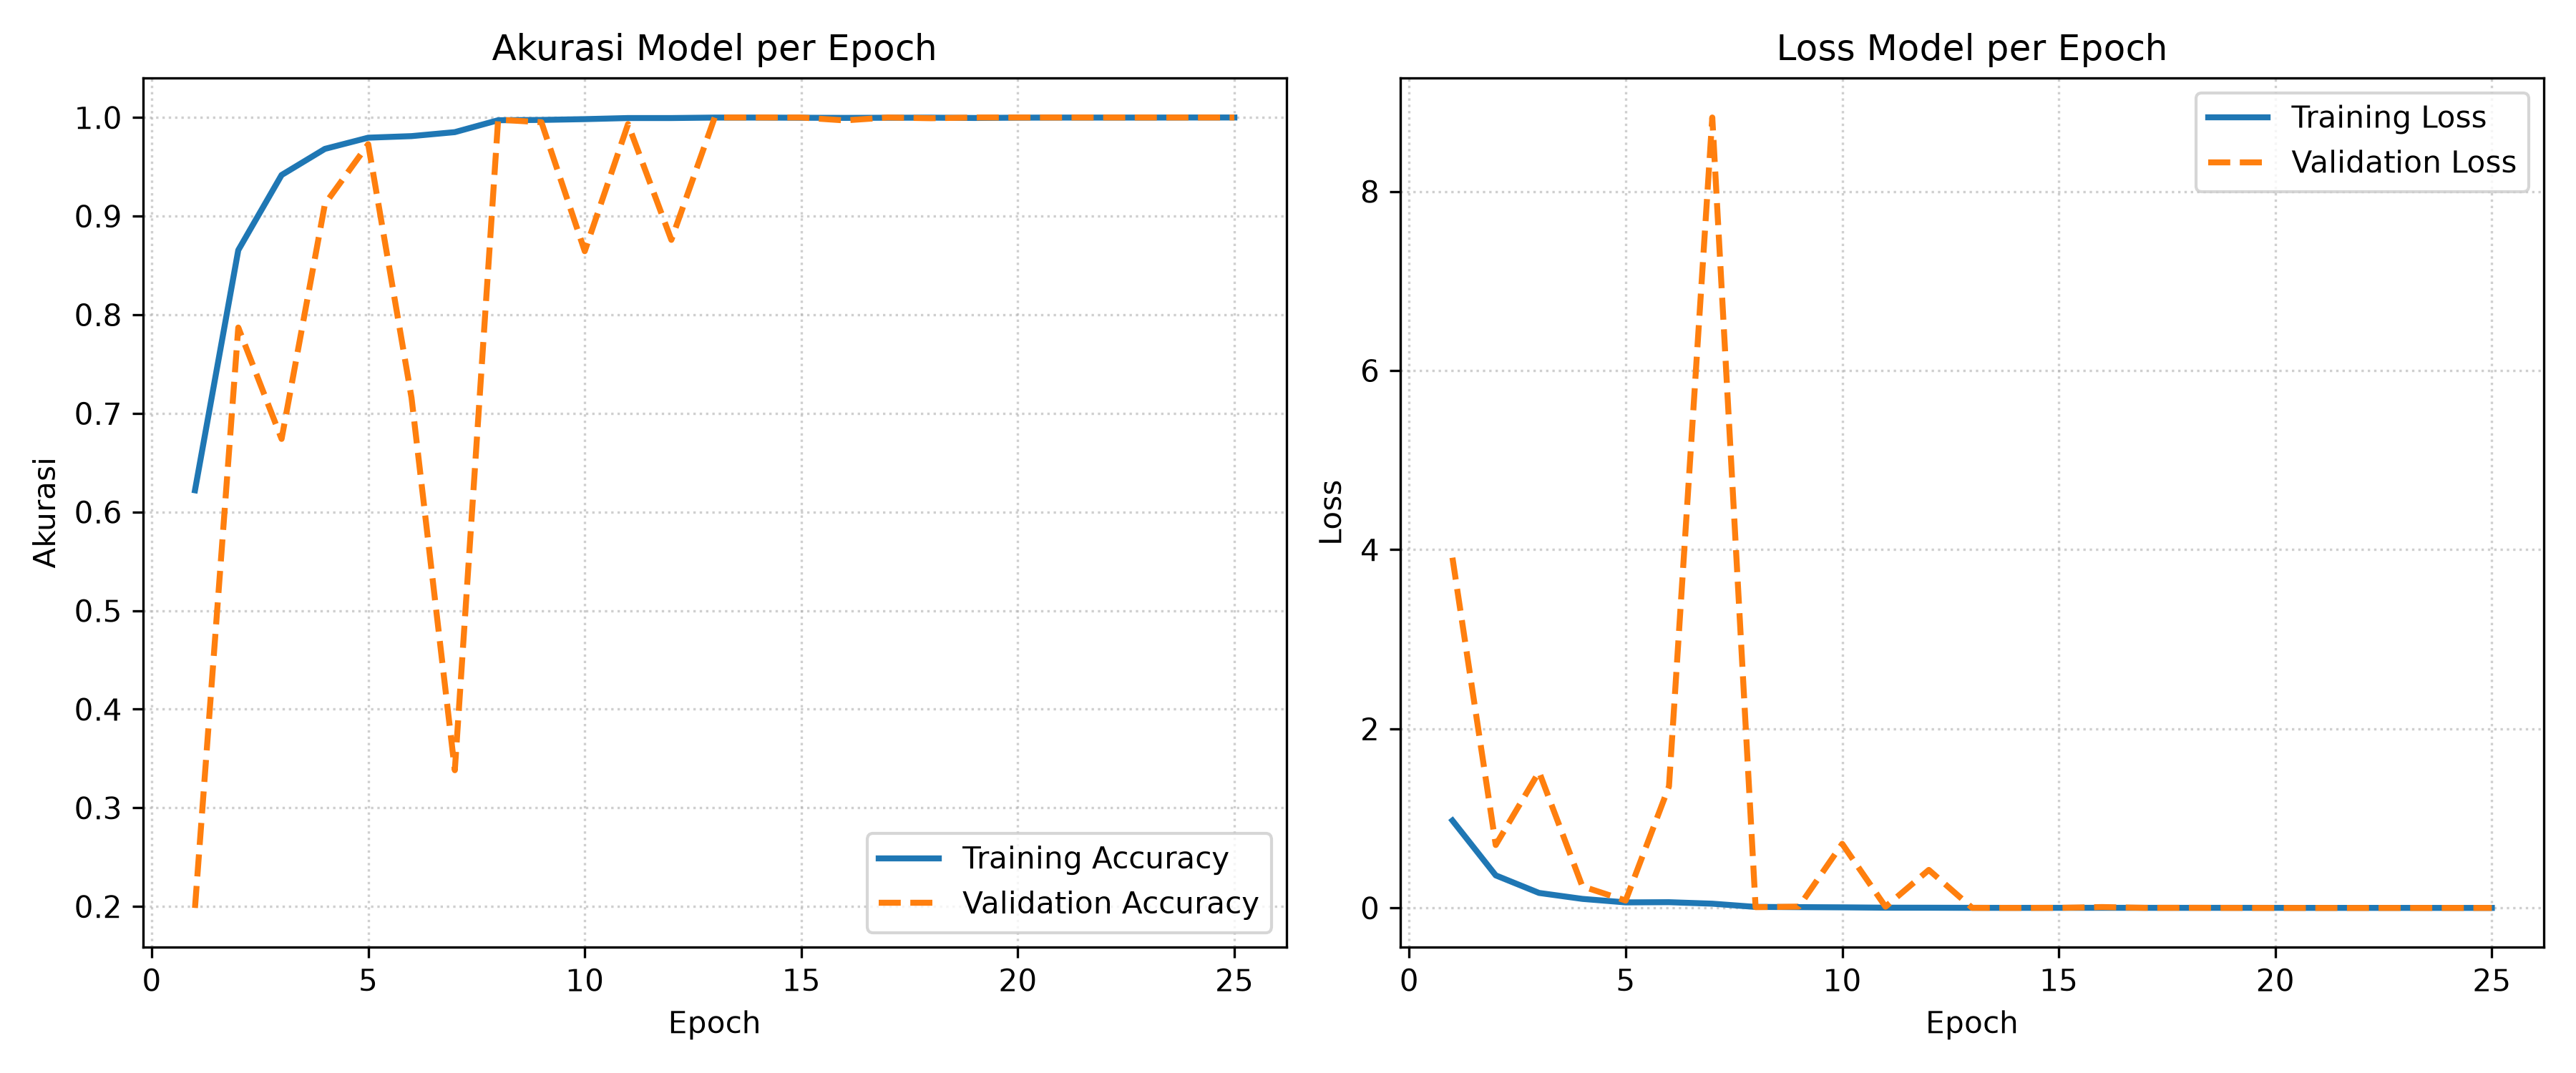 Akurasi Model per Epoch
1.0
0.9
0.8
0.7
0.6
0.5
0.4
0.3
0.2
Akurasi
0 5 10 15 20 25
Epoch
Training Accuracy
Validation Accuracy
Loss Model per Epoch
8
6
4
2
0
Loss
0 5 10 15 20 25
Epoch
Training Loss
Validation Loss